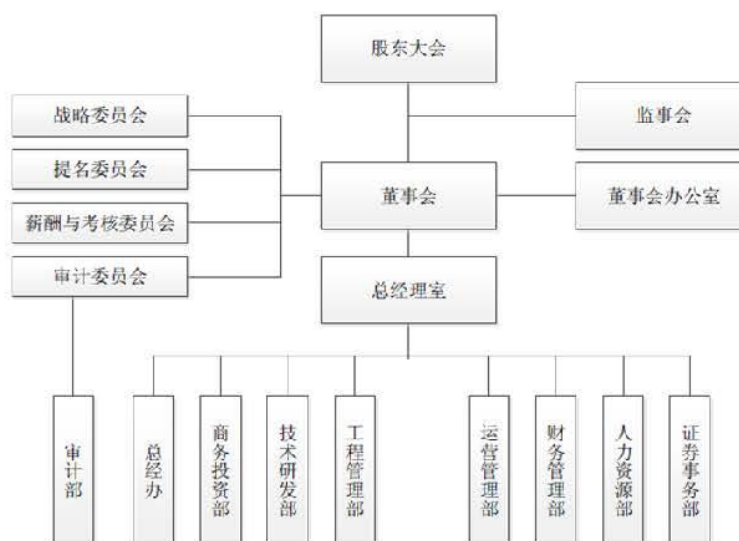 股东大会
战略委员会
监事会
提名委员会
董事会
董事会办公室
薪酬与考核委员会
审计委员会
总经理室
审计部
总经办
商务投资部
技术研发部
工程管理部
运营管理部
财务管理部
人力资源部
证券事务部